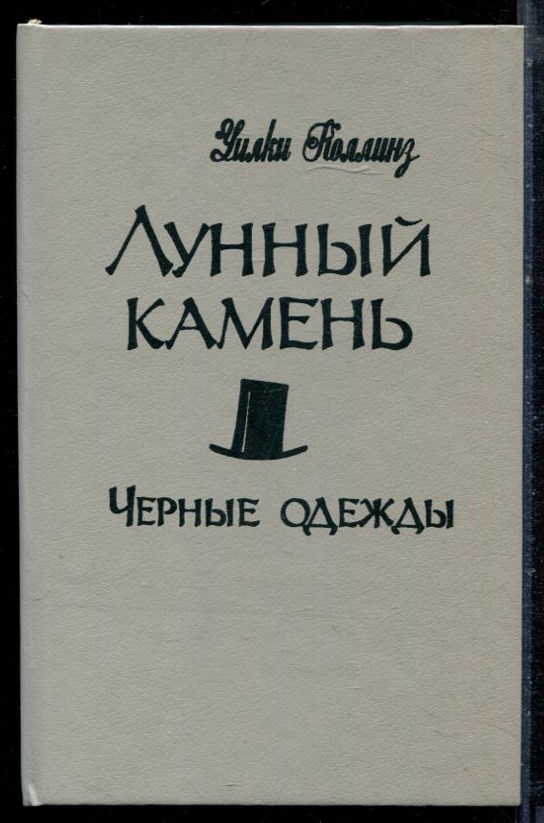 Уилки Коллинз
Лунный
камень
Черные одежды